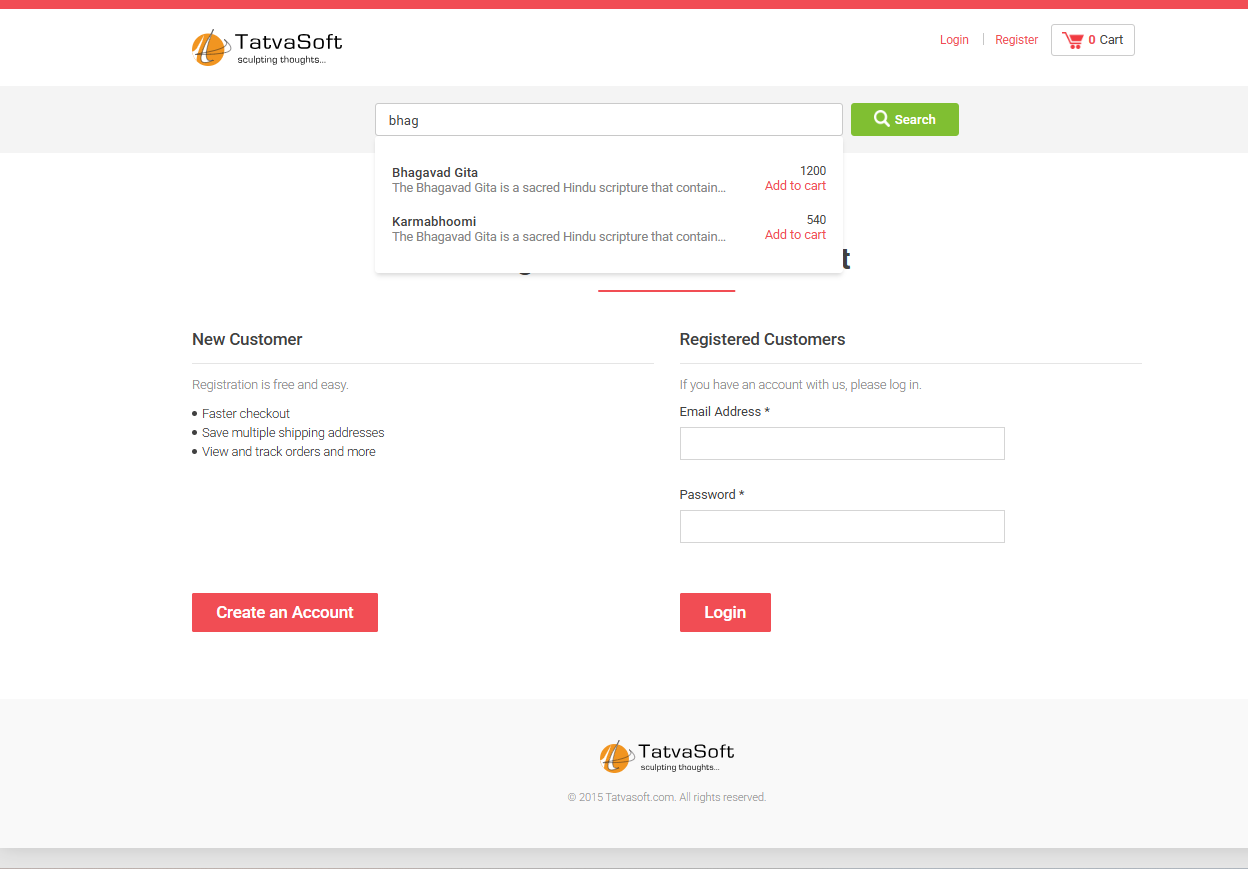 TatvaSoft
sculpting thoughts...
Login
Register
0 Cart
bhag
Search
Bhagavad Gita
1200
The Bhagavad Gita is a sacred Hindu scripture that contain...
Add to cart
Karmabhoomi
540
The Bhagavad Gita is a sacred Hindu scripture that contain...
Add to cart
New Customer
Registration is free and easy.
Faster checkout
Save multiple shipping addresses
View and track orders and more
Create an Account
Registered Customers
If you have an account with us, please log in.
Email Address *
Password *
Login
TatvaSoft
sculpting thoughts...
© 2015 Tatvasoft.com. All rights reserved.